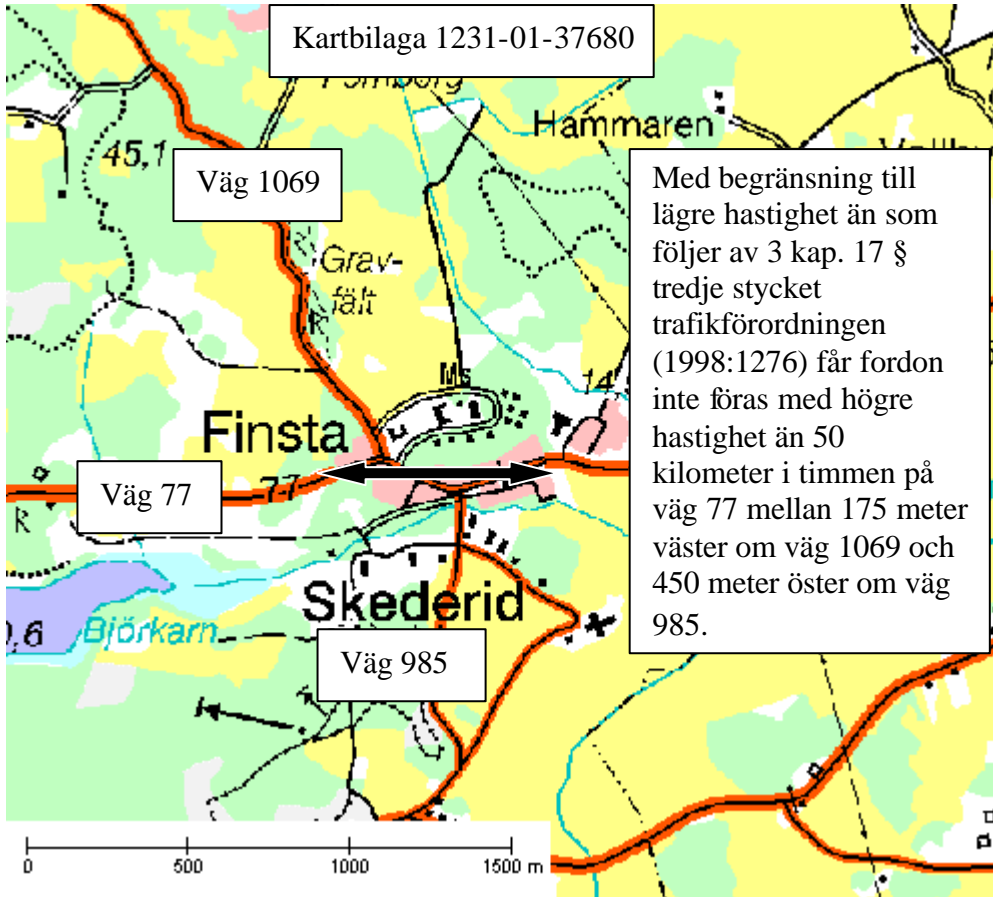 Kartbilaga 1231-01-37680
Hammaren
45,1
Väg 1069
Grav-
fält
Med begränsning till
lägre hastighet än som
följer av 3 kap. 17 §
tredje stycket
trafikförordningen
(1998:1276) får fordon
inte föras med högre
hastighet än 50
kilometer i timmen på
väg 77 mellan 175 meter
väster om väg 1069 och
450 meter öster om väg
985.
Ms
14,
Finsta
77
Väg 77
Skederid
Björkarn
Väg 985
0 500 1000 1500 m